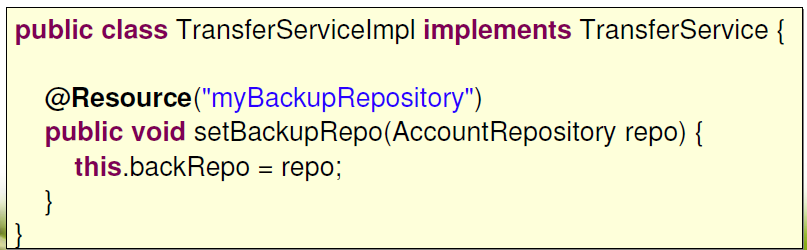 public class TransferServiceImpl implements TransferService {
@Resource("myBackupRepository")
public void setBackupRepo(AccountRepository repo) {
this.backRepo = repo;
}
}